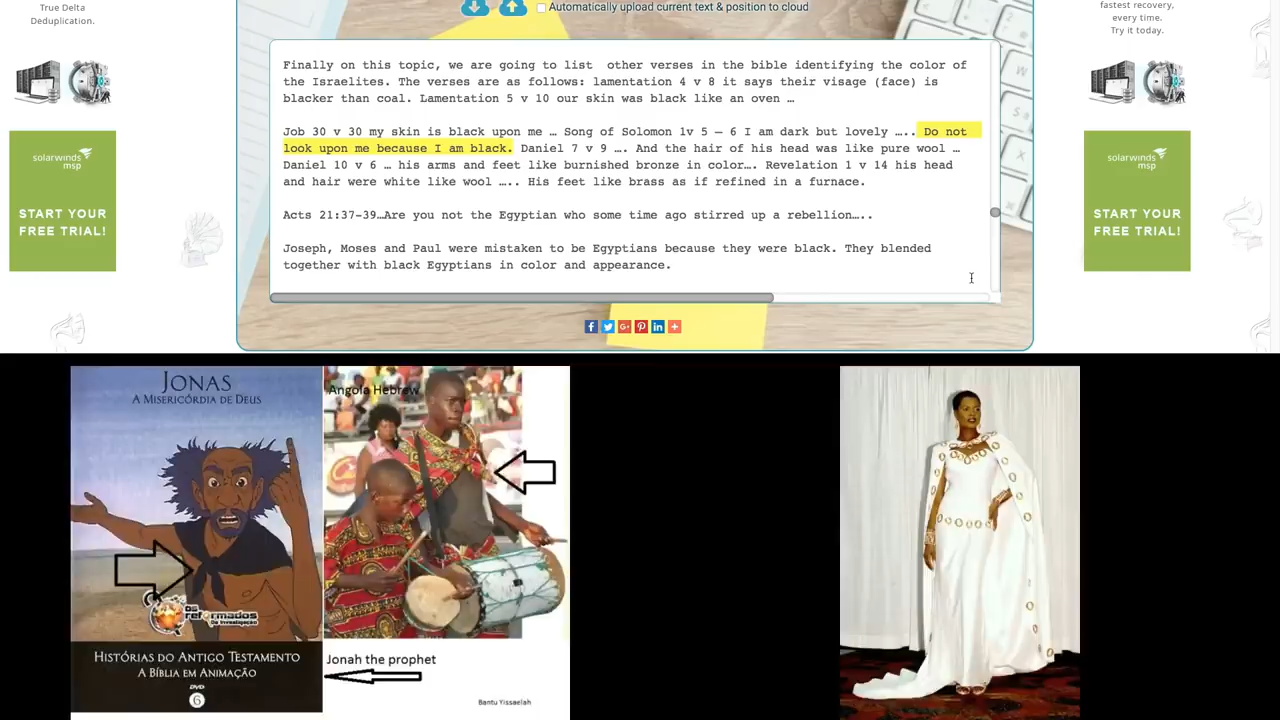 True Delta
Deduplication.
Automatically upload current text & position to cloud
fastest recovery,
every time.
Try it today.
Finally on this topic, we are going to list other verses in the bible identifying the color of
the Israelites. The verses are as follows: lamentation 4 v 8 it says their visage (face) is
blacker than coal. Lamentation 5 v 10 our skin was black like an oven …
Job 30 v 30 my skin is black upon me … Song of Solomon 1v 5 – 6 I am dark but lovely ….. Do not
look upon me because I am black. Daniel 7 v 9 …. And the hair of his head was like pure wool …
Daniel 10 v 6 … his arms and feet like burnished bronze in color…. Revelation 1 v 14 his head
and hair were white like wool ….. His feet like brass as if refined in a furnace.
Acts 21:37-39…Are you not the Egyptian who some time ago stirred up a rebellion…..
Joseph, Moses and Paul were mistaken to be Egyptians because they were black. They blended
together with black Egyptians in color and appearance.
solarwinds
msp
START YOUR
FREE TRIAL!
solarwinds
msp
START YOUR
FREE TRIAL!
JONAS
A MISERICÓRDIA DE DEUS
Angola Hebrew
os
reformados
HISTÓRIAS DO ANTIGO TESTAMENTO
A BÍBLIA EM ANIMAÇÃO
DVD
6
Jonah the prophet
Bantu Yissaelah